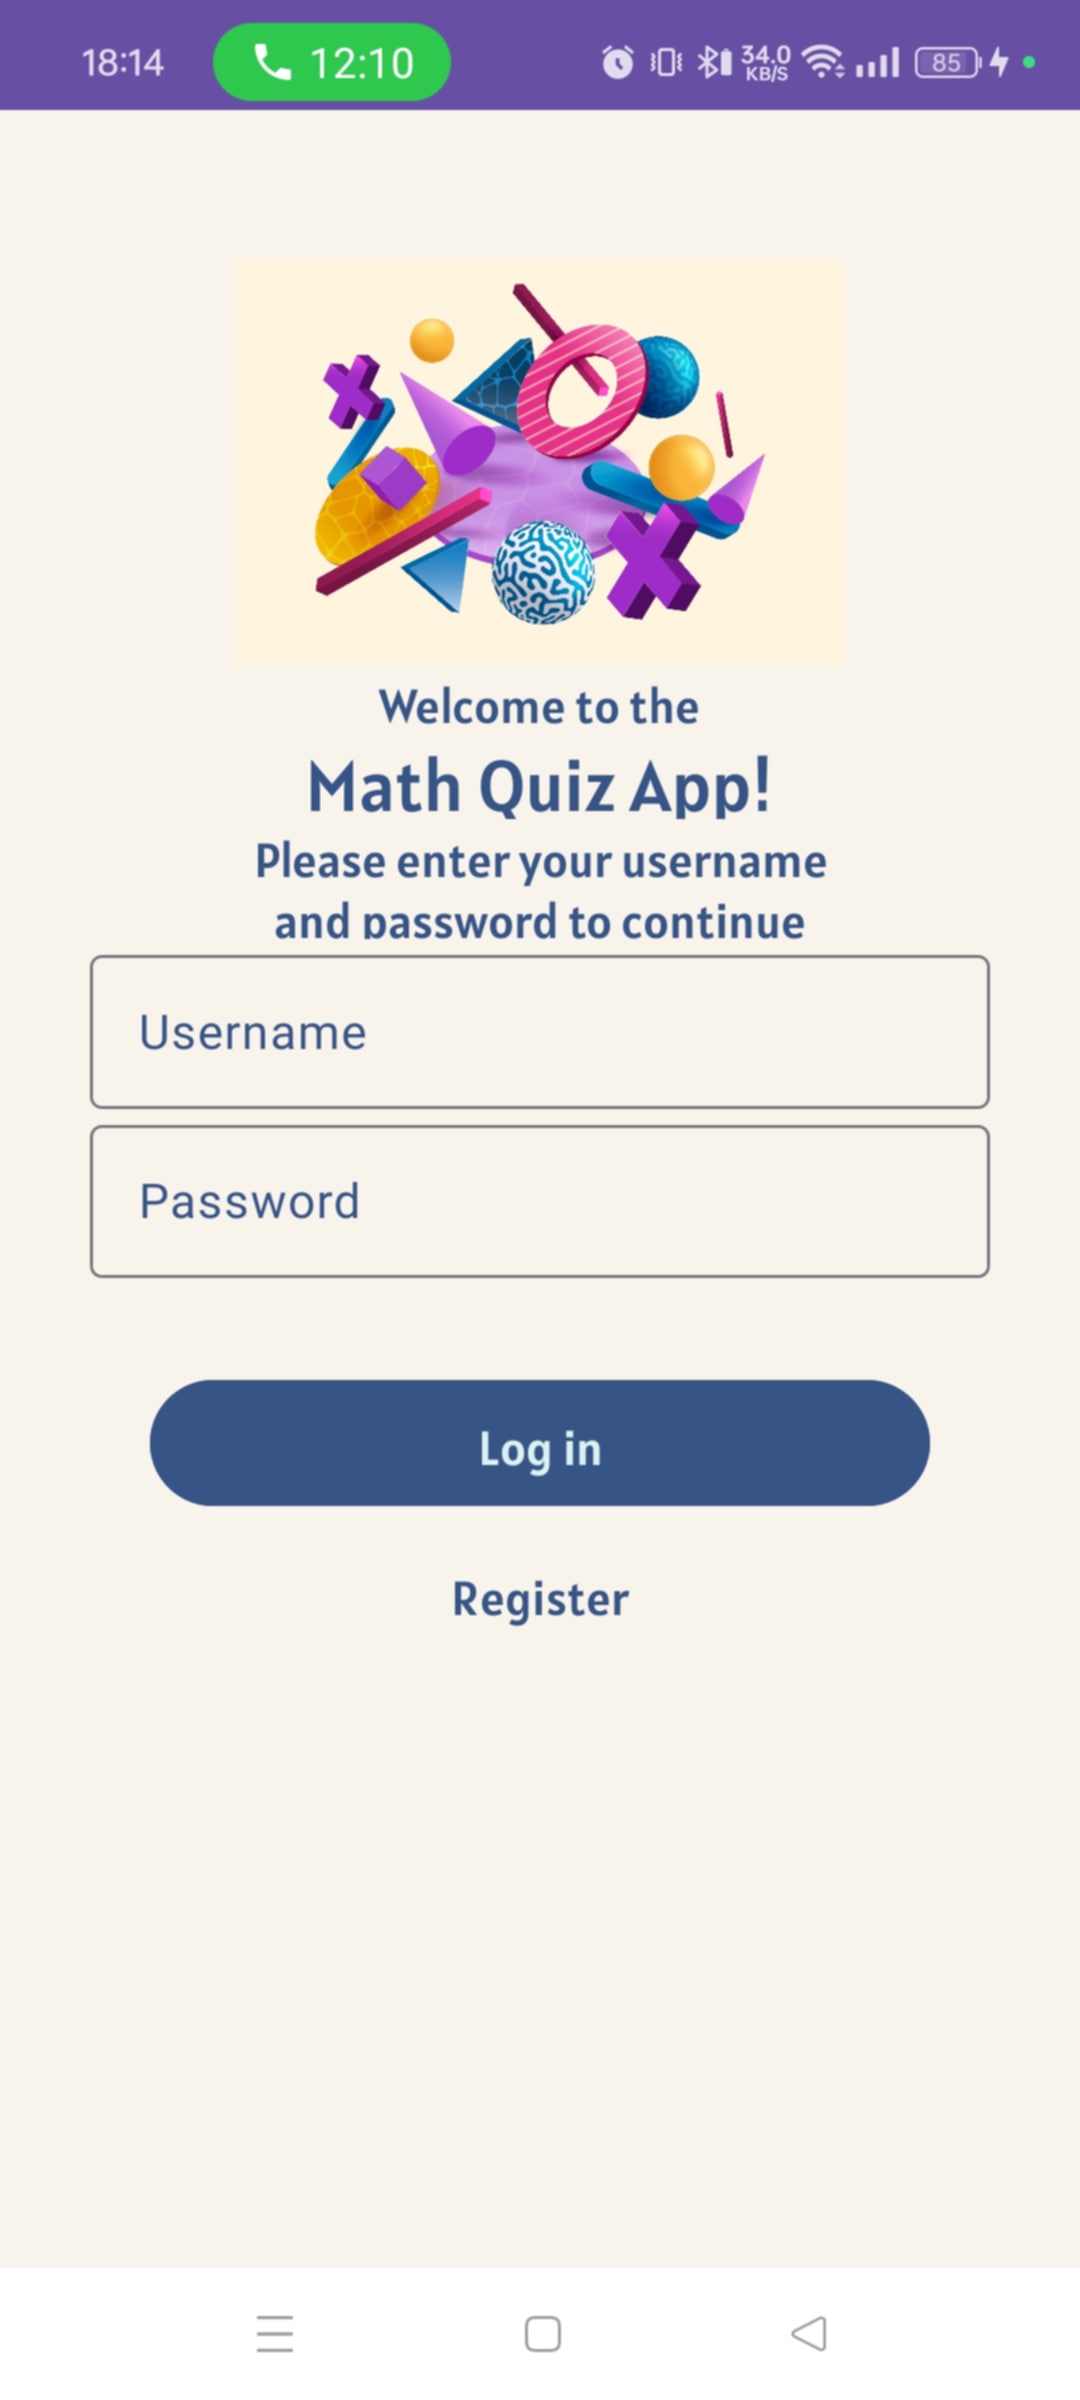 18:14 12:10 34.0 KB/S 85
Welcome to the
Math Quiz App!
Please enter your username
and password to continue
Username
Password
Log in
Register